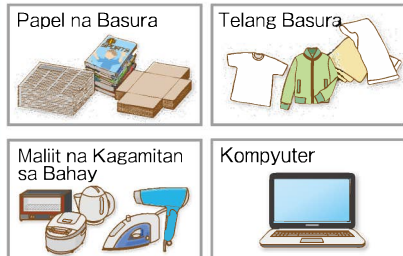 Papel na Basura
Telang Basura
Maliit na Kagamitan
sa Bahay
Kompyuter